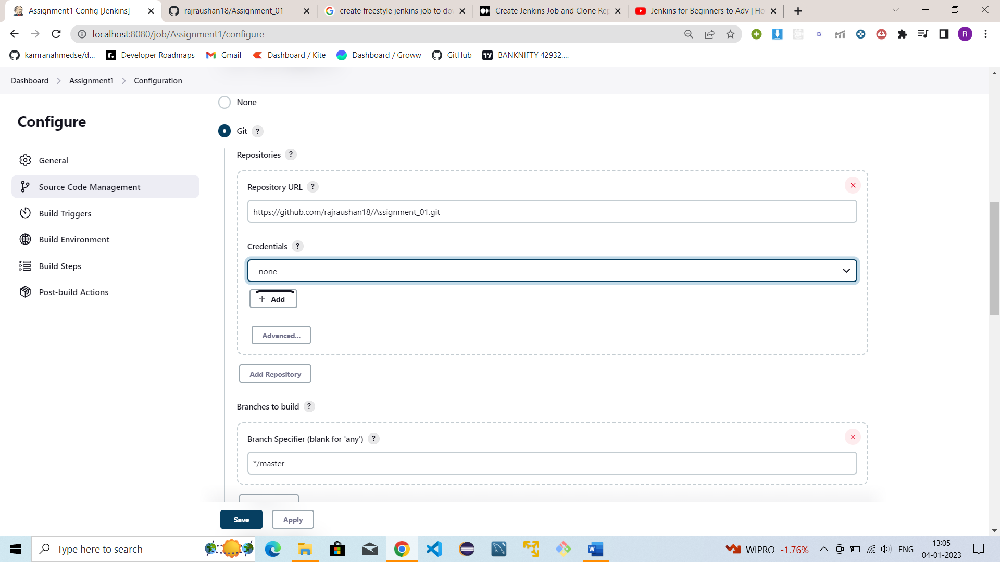 Assignment1 Config [Jenkins]
rajraushan18/Assignment_01
create freestyle jenkins job to do
Create Jenkins Job and Clone Rep
Jenkins for Beginners to Adv | Ho
localhost:8080/job/Assignment1/configure
B
R
kamranahmedse/d...
Developer Roadmaps
Gmail
Dashboard / Kite
Dashboard / Groww
GitHub
BANKNIFTY 42932....
Dashboard
Assignment1
Configuration
Configure
General
Source Code Management
Build Triggers
Build Environment
Build Steps
Post-build Actions
None
Git ?
Repositories ?
Repository URL ?
https://github.com/rajraushan18/Assignment_01.git
Credentials ?
- none -
+ Add
Advanced...
Add Repository
Branches to build ?
Branch Specifier (blank for 'any') ?
*/master
Save
Apply
Type here to search
WIPRO -1.76%
ENG
13:05
04-01-2023